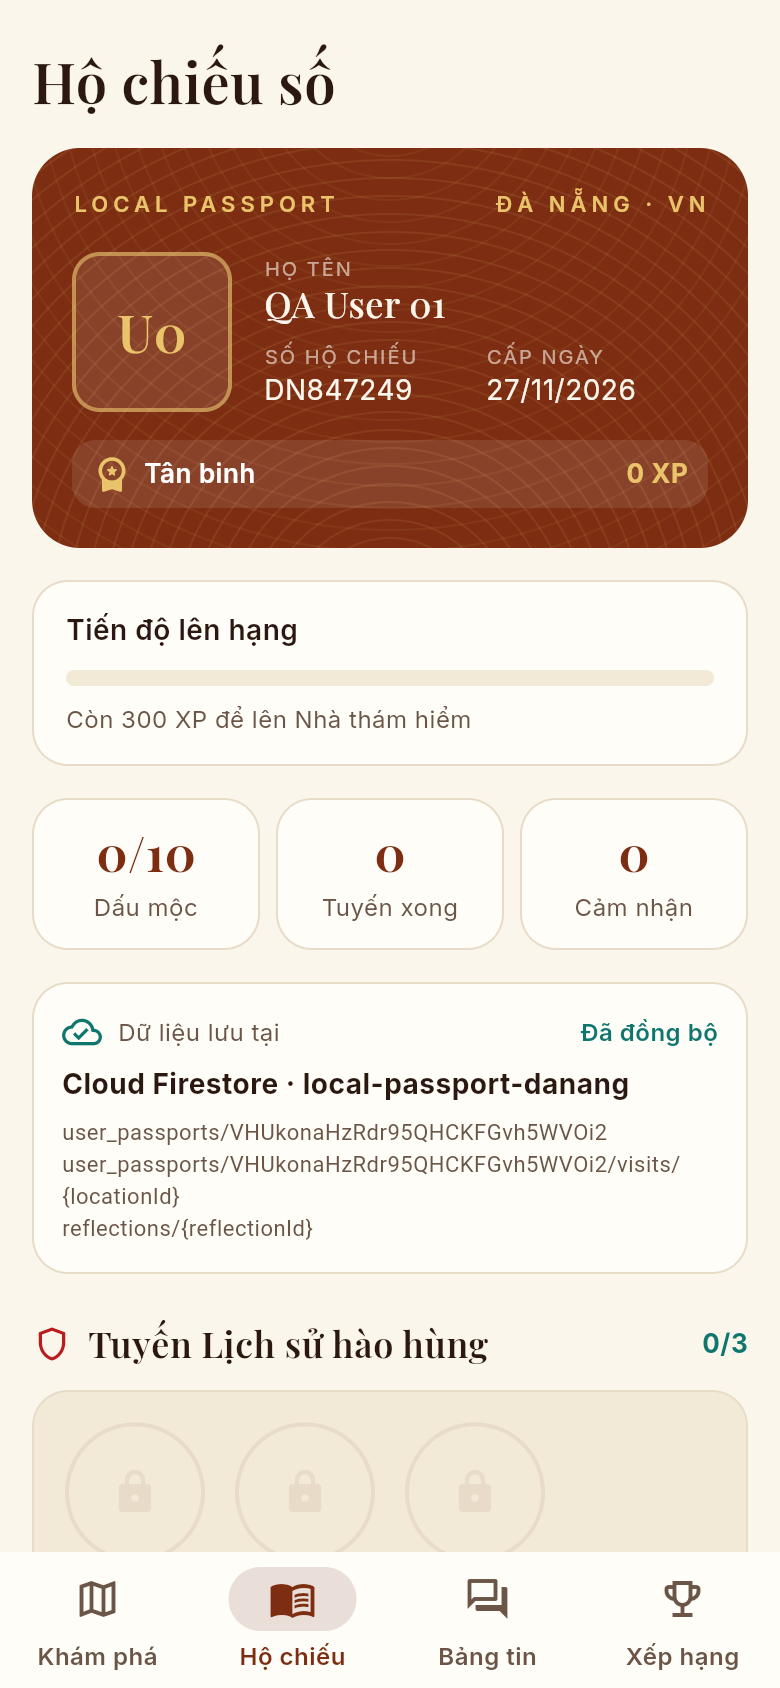 Hộ chiếu số
LOCAL PASSPORT
ĐÀ NẴNG · VN
U0
HỌ TÊN
QA User 01
SỐ HỘ CHIẾU
CẤP NGÀY
DN847249
27/11/2026
Tân binh
0 XP
Tiến độ lên hạng
Còn 300 XP để lên Nhà thám hiểm
0/10
0
0
Dấu mộc
Tuyến xong
Cảm nhận
Dữ liệu lưu tại
Đã đồng bộ
Cloud Firestore · local-passport-danang
user_passports/VHUkonaHzRdr95QHCKFGvh5WVOi2
user_passports/VHUkonaHzRdr95QHCKFGvh5WVOi2/visits/
{locationId}
reflections/{reflectionId}
Tuyến Lịch sử hào hùng
0/3
Khám phá
Hộ chiếu
Bảng tin
Xếp hạng